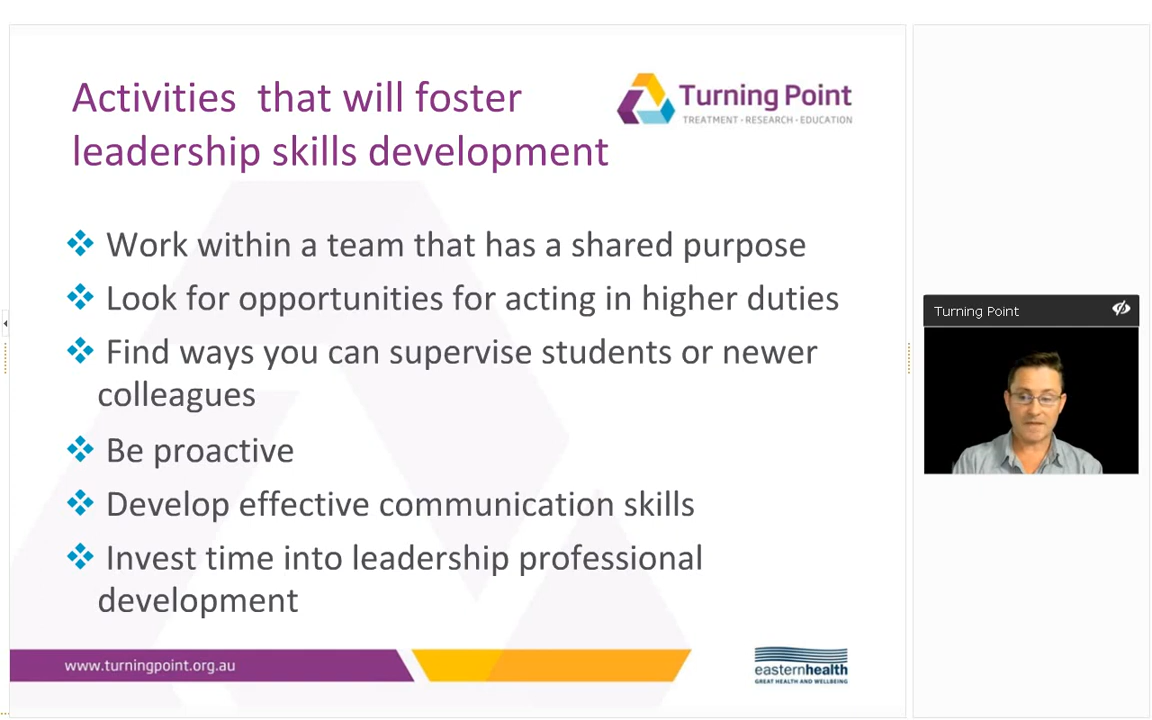 Activities that will foster
leadership skills development
Turning Point
TREATMENT • RESEARCH • EDUCATION
Work within a team that has a shared purpose
Look for opportunities for acting in higher duties
Find ways you can supervise students or newer
colleagues
Be proactive
Develop effective communication skills
Invest time into leadership professional
development
www.turningpoint.org.au
easternhealth
GREAT HEALTH AND WELLBEING
Turning Point